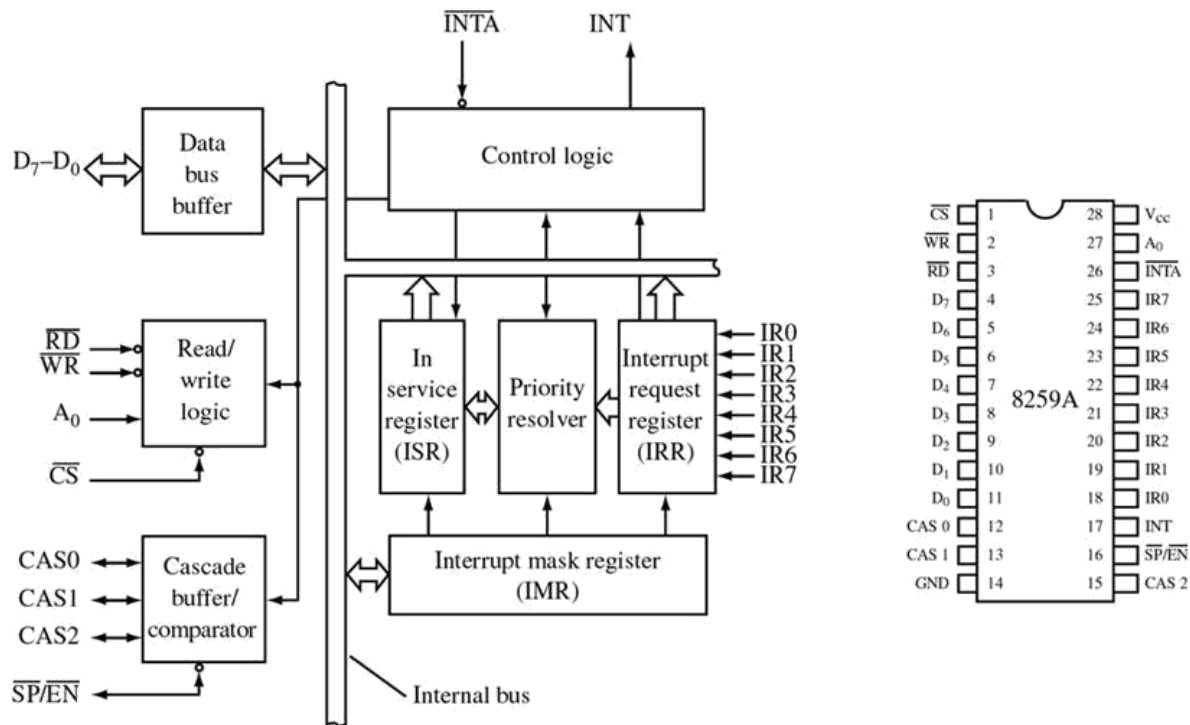 INTA INT
D7–D0
Data
bus
buffer
Control logic
RD
WR
A0
CS
Read/
write
logic
In
service
register
(ISR)
Priority
resolver
Interrupt
request
register
(IRR)
IR0
IR1
IR2
IR3
IR4
IR5
IR6
IR7
CAS0
CAS1
CAS2
SP/EN
Cascade
buffer/
comparator
Interrupt mask register
(IMR)
Internal bus
CS 1 28 Vcc
WR 2 27 A0
RD 3 26 INTA
D7 4 25 IR7
D6 5 24 IR6
D5 6 23 IR5
D4 7 22 IR4
8259A
D3 8 21 IR3
D2 9 20 IR2
D1 10 19 IR1
D0 11 18 IR0
CAS 0 12 17 INT
CAS 1 13 16 SP/EN
GND 14 15 CAS 2